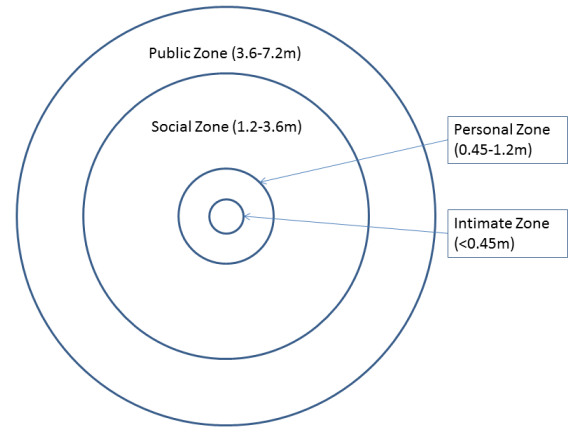 Public Zone (3.6-7.2m)
Social Zone (1.2-3.6m)
Personal Zone
(0.45-1.2m)
Intimate Zone
(<0.45m)